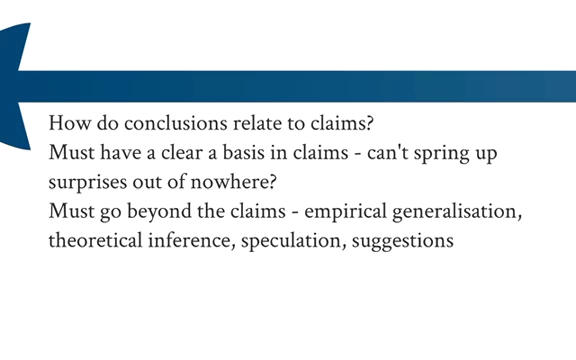 How do conclusions relate to claims?
Must have a clear a basis in claims - can't spring up
surprises out of nowhere?
Must go beyond the claims - empirical generalisation,
theoretical inference, speculation, suggestions